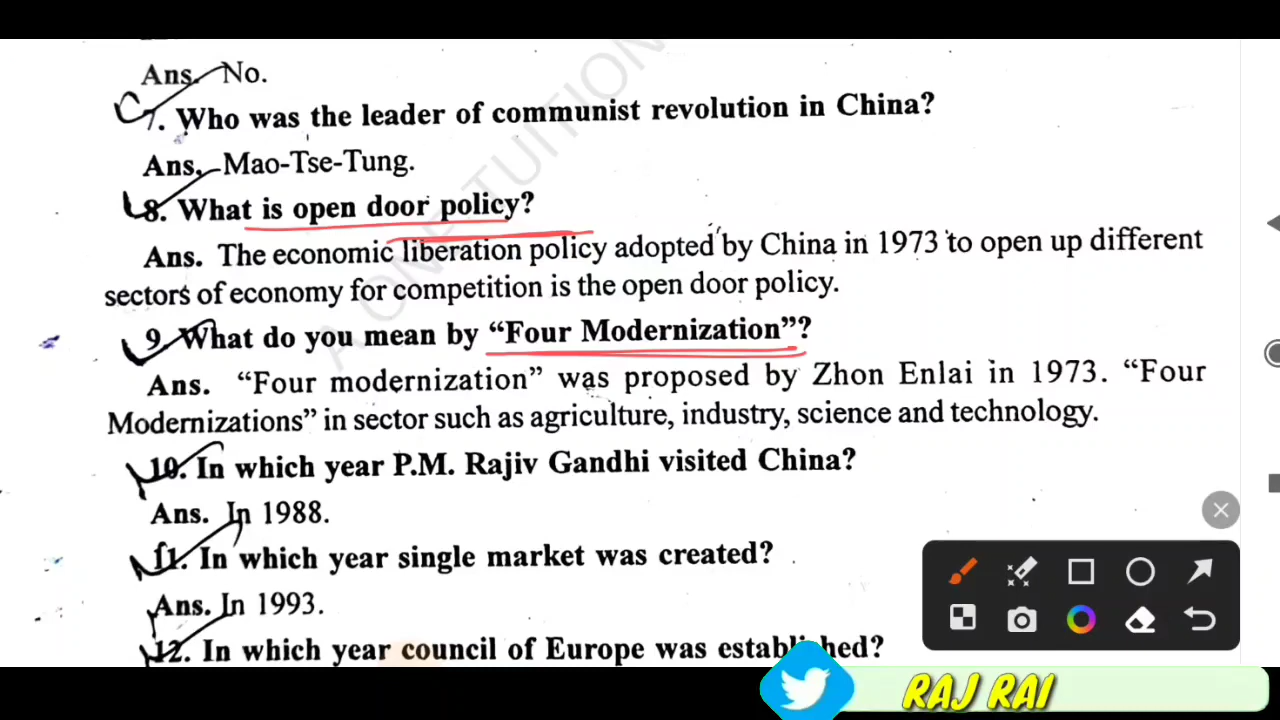 Ans. No.
7. Who was the leader of communist revolution in China?
Ans. Mao-Tse-Tung.
8. What is open door policy?
Ans. The economic liberation policy adopted by China in 1973 to open up different
sectors of economy for competition is the open door policy.
9. What do you mean by “Four Modernization”?
Ans. “Four modernization” was proposed by Zhon Enlai in 1973. “Four
Modernizations” in sector such as agriculture, industry, science and technology.
10. In which year P.M. Rajiv Gandhi visited China?
Ans. In 1988.
11. In which year single market was created?
Ans. In 1993.
12. In which year council of Europe was established?
A ONE TUITION
RAJ RAI